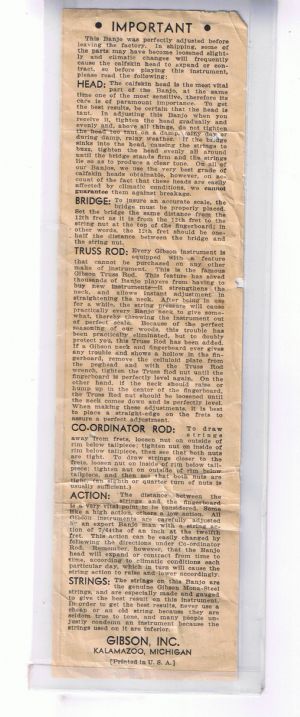 • IMPORTANT •
This Banjo was perfectly adjusted before
leaving the factory. In shipping, some of
the parts may have become loosened slight-
ly and climatic changes will frequently
cause the calfskin head to expand or con-
tract, so before playing this instrument,
please read the following:
HEAD: The calfskin head is the most vital
part of the Banjo, at the same
time one of the most sensitive, therefore its
care is of paramount importance. To get
the best results, be certain that the head is
taut. In adjusting this Banjo when you
receive it, tighten the head gradually and
evenly and, above all things, do not tighten
the head too taut on a damp, airy day or
during damp, rainy weather. If the bridge
sinks into the head, causing the strings to
buzz, tighten the head evenly all around
until the bridge stands firm and the strings
lie so as to produce a clear tone. On all of
our Banjos, we use the very best grade of
calfskin heads obtainable, however, on ac-
count of the fact that these heads are easily
affected by climatic conditions, we cannot
guarantee them against breakage.
BRIDGE: To insure an accurate scale, the
bridge must be properly placed.
Set the bridge the same distance from the
12th fret as it is from the 12th fret to the
string nut at the top of the fingerboard; in
other words, the 12th fret should be one-
half the distance between the bridge and
the string nut.
TRUSS ROD: Every Gibson instrument is
equipped with a feature
that cannot be purchased on any other
make of instrument. This is the famous
Gibson Truss Rod. This feature has saved
thousands of Banjo players from having to
buy new instruments—it strengthens the
neck, and allows instant adjustment in
straightening the neck. After being in use
for a while, the string pressure will cause
practically every Banjo neck to give some-
what, thereby throwing the instrument out
of perfect scale. Because of the perfect
seasoning of our woods, this trouble has
been practically eliminated, but to doubly
protect you, this Truss Rod has been added.
If a Gibson neck and fingerboard ever gives
any trouble and shows a hollow in the fin-
gerboard, remove the celluloid plate from
the peghead and with the Truss Rod
wrench, tighten the Truss Rod nut until the
fingerboard is perfectly level again. On the
other hand, if the neck should raise or
hump up in the center of the fingerboard,
the Truss Rod nut should be loosened until
the neck comes down and is perfectly level.
When making these adjustments, it is best
to place a straight-edge on the frets to
assure a perfect adjustment.
CO-ORDINATOR ROD: To draw
strings
away from frets, loosen nut on outside of
rim below tailpiece; tighten nut on inside of
rim below tailpiece, then see that both nuts
are tight. To draw strings closer to the
frets, loosen nut on inside of rim below tail-
piece; tighten nut on outside of rim below
tailpiece, and then see that both nuts are
tight. (an eighth or quarter turn of nuts is
usually sufficient.)
ACTION: The distance between the
strings and the fingerboard
is a very vital point to be considered. Some
like a high action, others a low action. All
Gibson instruments are carefully adjusted
by an expert Banjo man with a string ac-
tion of 7/64ths of an inch at the twelfth
fret. This action can be easily changed by
following the directions under Co-ordinator
Rod. Remember, however, that the Banjo
head will expand or contract from time to
time, according to climatic conditions each
particular day, which in turn will cause the
string action to raise and lower accordingly.
STRINGS: The strings on this Banjo are
the genuine Gibson Mona-Steel
strings, and are especially made and gauged
to give the best result on this instrument.
In order to get the best results, never use a
cheap or an old string because they are
seldom true to tone, and many people un-
justly condemn an instrument because the
strings used on it are inferior.
GIBSON, INC.
KALAMAZOO, MICHIGAN
[Printed in U. S. A.]